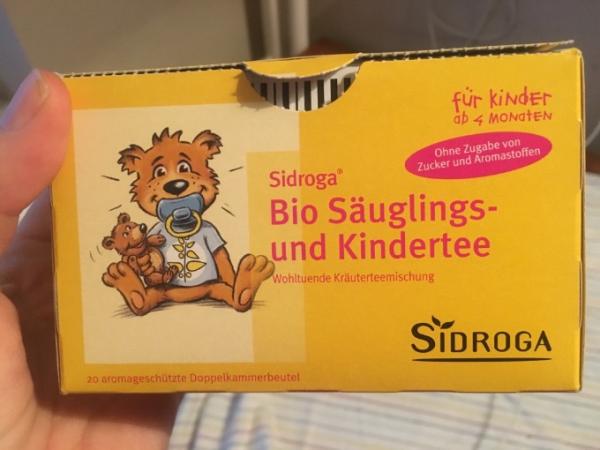 für Kinder
ab 4 Monaten
Ohne Zugabe von
Zucker und Aromastoffen
Sidroga®
Bio Säuglings-
und Kindertee
Wohltuende Kräuterteemischung
SIDROGA
20 aromageschützte Doppelkammerbeutel